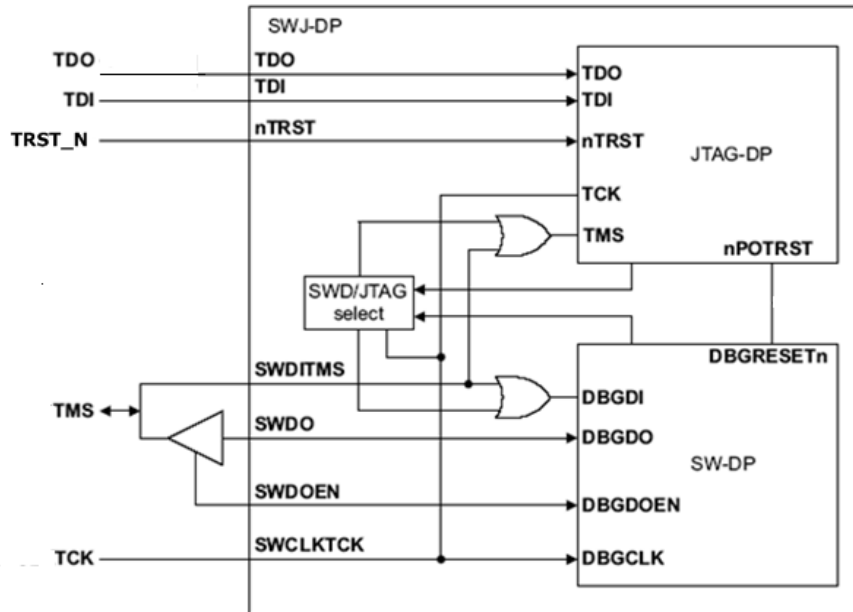 SWJ-DP
TDO
TDO
TDO
TDI
TDI
TDI
TRST_N
nTRST
nTRST
JTAG-DP
TCK
TMS
nPOTRST
SWD/JTAG
select
DBGRESETn
SWDITMS
DBGDI
TMS
SWDO
DBGDO
SW-DP
SWDOEN
DBGDOEN
TCK
SWCLKTCK
DBGCLK